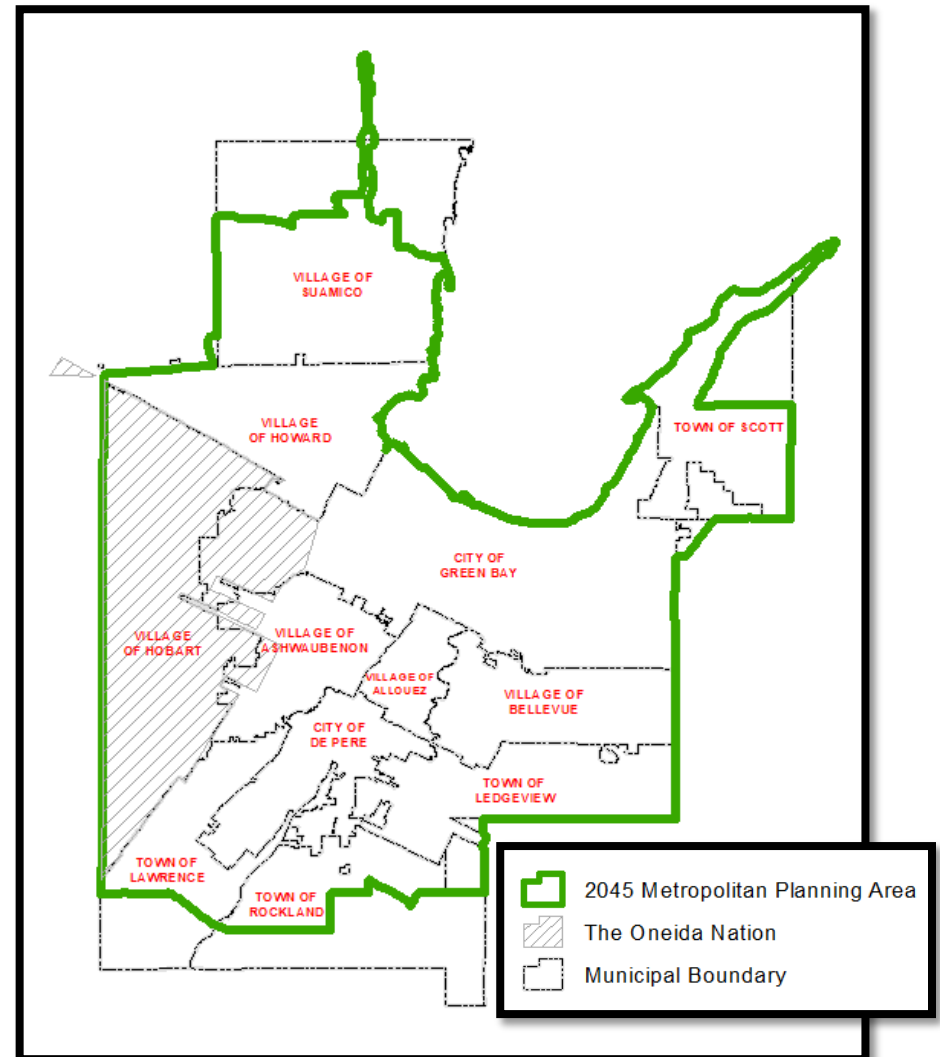 VILLAGE OF
SUAMICO
VILLAGE
OF HOWARD
TOWN OF SCOTT
CITY OF
GREEN BAY
VILLAGE
OF HOBART
VILLAGE OF
ASHWAUBENON
VILLAGE OF
ALLOUEZ
VILLAGE OF
BELLEVUE
CITY OF
DE PERE
TOWN OF
LEDGEVIEW
TOWN OF
LAWRENCE
TOWN OF
ROCKLAND
2045 Metropolitan Planning Area
The Oneida Nation
Municipal Boundary